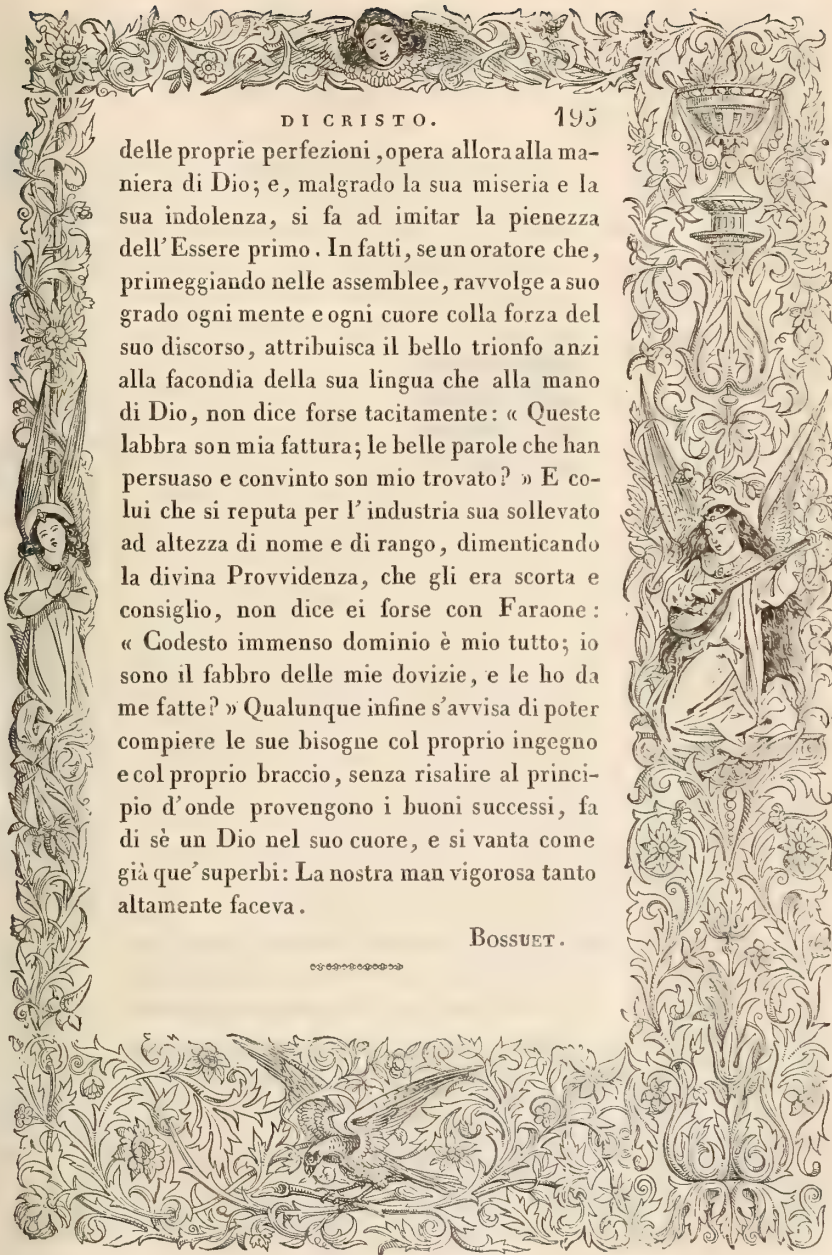 DI CRISTO. 195
delle proprie perfezioni, opera allora alla ma-
niera di Dio; e, malgrado la sua miseria e la
sua indolenza, si fa ad imitar la pienezza
dell'Essere primo. In fatti, se un oratore che,
primeggiando nelle assemblee, ravvolge a suo
grado ogni mente e ogni cuore colla forza del
suo discorso, attribuisca il bello trionfo anzi
alla facondia della sua lingua che alla mano
di Dio, non dice forse tacitamente: « Queste
labbra son mia fattura; le belle parole che han
persuaso e convinto son mio trovato? » E co-
lui che si reputa per l'industria sua sollevato
ad altezza di nome e di rango, dimenticando
la divina Provvidenza, che gli era scorta e
consiglio, non dice ei forse con Faraone:
« Codesto immenso dominio è mio tutto; io
sono il fabbro delle mie dovizie, e le ho da
me fatte? » Qualunque infine s'avvisa di poter
compiere le sue bisogne col proprio ingegno
e col proprio braccio, senza risalire al princi-
pio d'onde provengono i buoni successi, fa
di sè un Dio nel suo cuore, e si vanta come
già que' superbi: La nostra man vigorosa tanto
altamente faceva.
BOSSUET.